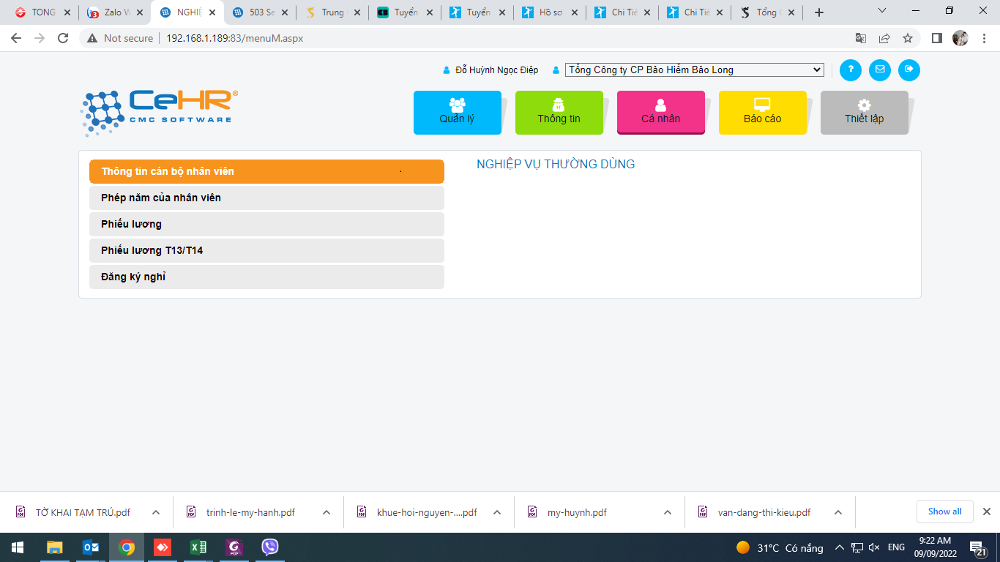 TONG
3
Zalo W
NGHIỆ
503 Se
Trung
Tuyển
Tuyển
Hồ sơ
Chi Tiế
Chi Tiế
Tổng
Not secure
192.168.1.189:83/menuM.aspx
Đỗ Huỳnh Ngọc Điệp
Tổng Công ty CP Bảo Hiểm Bảo Long
?
CeHR®
CMC SOFTWARE
Quản lý
Thông tin
Cá nhân
Báo cáo
Thiết lập
Thông tin cán bộ nhân viên
NGHIỆP VỤ THƯỜNG DÙNG
Phép năm của nhân viên
Phiếu lương
Phiếu lương T13/T14
Đăng ký nghỉ
TỜ KHAI TẠM TRÚ.pdf
trinh-le-my-hanh.pdf
khue-hoi-nguyen-....pdf
my-huynh.pdf
van-dang-thi-kieu.pdf
Show all
31°C Có nắng
ENG
9:22 AM
09/09/2022
21